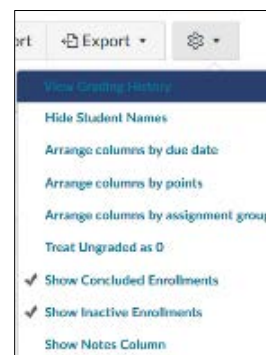 ort Export
View Grading History
Hide Student Names
Arrange columns by due date
Arrange columns by points
Arrange columns by assignment group
Treat Ungraded as 0
Show Concluded Enrollments
Show Inactive Enrollments
Show Notes Column